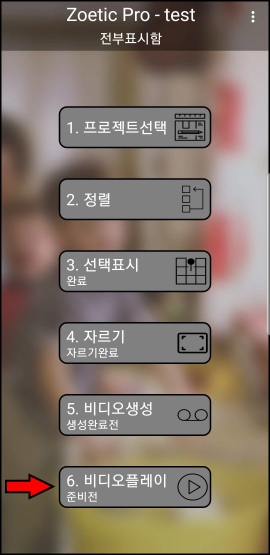 Zoetic Pro - test
전부표시함
1. 프로젝트선택
2. 정렬
3. 선택표시
완료
4. 자르기
자르기완료
5. 비디오생성
생성완료전
6. 비디오플레이
준비전